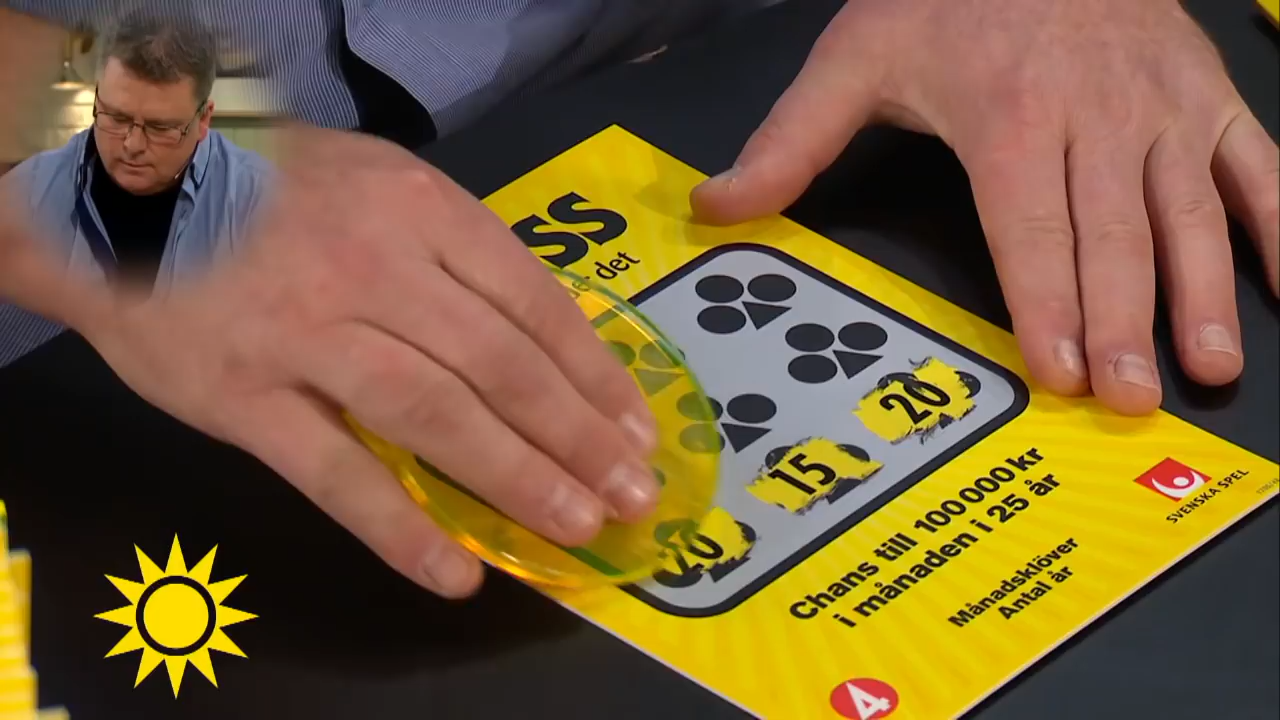 SS
det
20
15
20
Chans till 100 000 kr
i månaden i 25 år
Månadsklöver
Antal år
SVENSKA SPEL
4